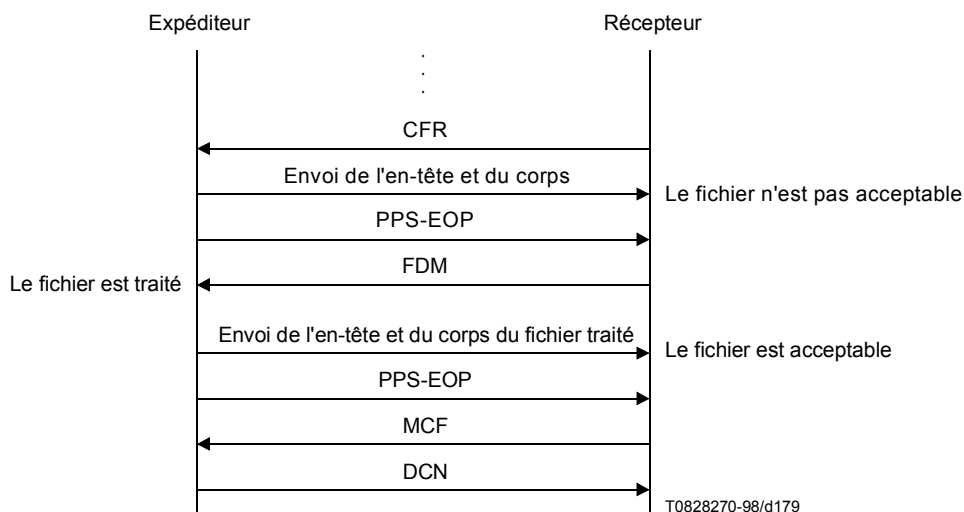 Expéditeur
Récepteur
.
.
.
CFR
Envoi de l'en-tête et du corps
Le fichier n'est pas acceptable
PPS-EOP
FDM
Le fichier est traité
Envoi de l'en-tête et du corps du fichier traité
Le fichier est acceptable
PPS-EOP
MCF
DCN
T0828270-98/d179